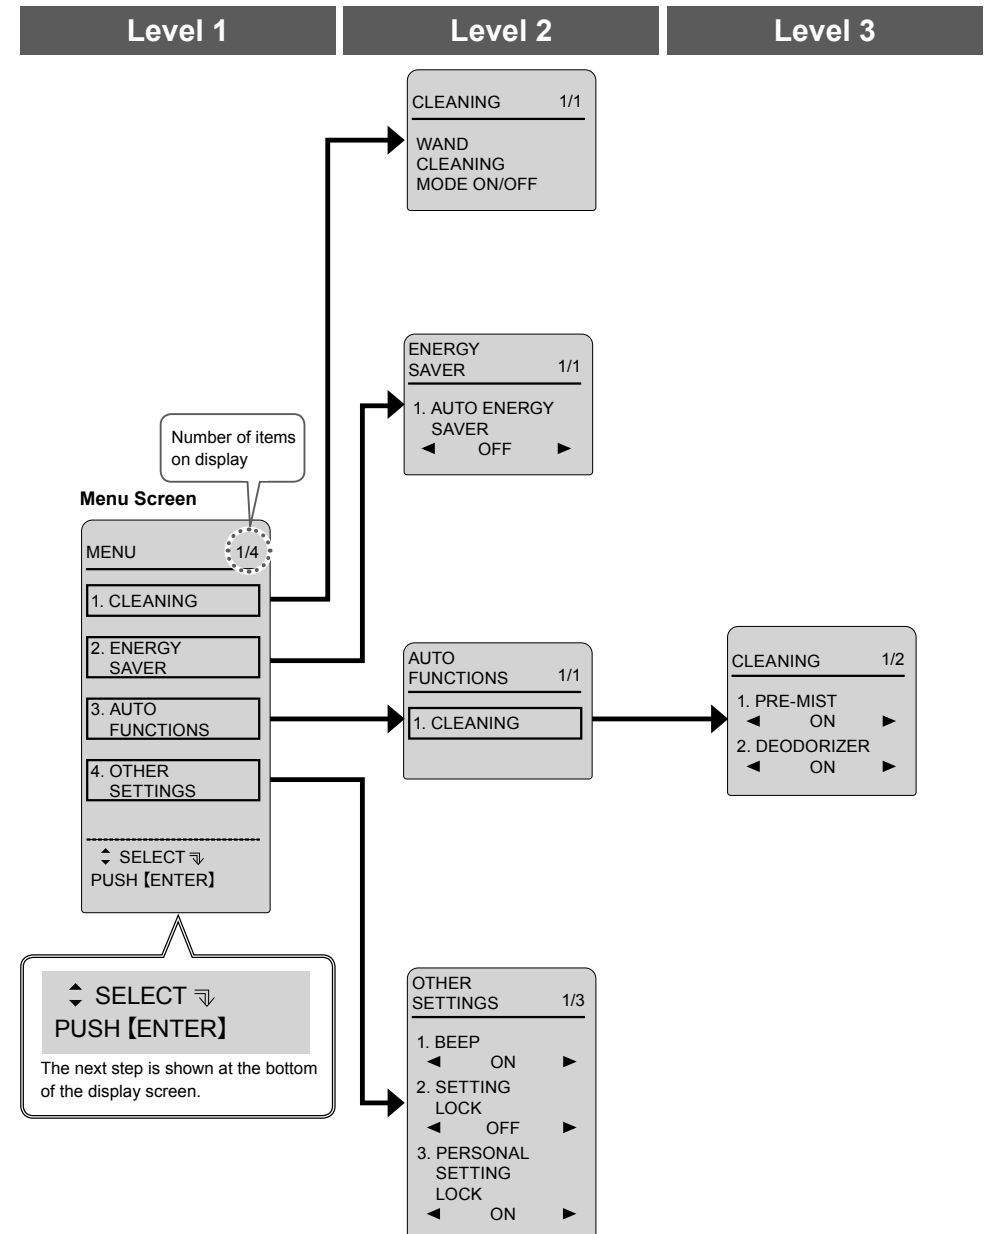 Level 1
Level 2
Level 3
CLEANING 1/1
WAND
CLEANING
MODE ON/OFF
ENERGY
SAVER 1/1
1. AUTO ENERGY
SAVER
◄ OFF ►
Number of items
on display
Menu Screen
MENU 1/4
1. CLEANING
2. ENERGY
SAVER
3. AUTO
FUNCTIONS
4. OTHER
SETTINGS
SELECT
PUSH【ENTER】
AUTO
FUNCTIONS 1/1
1. CLEANING
CLEANING 1/2
1. PRE-MIST
◄ ON ►
2. DEODORIZER
◄ ON ►
SELECT
PUSH【ENTER】
The next step is shown at the bottom
of the display screen.
OTHER
SETTINGS 1/3
1. BEEP
◄ ON ►
2. SETTING
LOCK
◄ OFF ►
3. PERSONAL
SETTING
LOCK
◄ ON ►